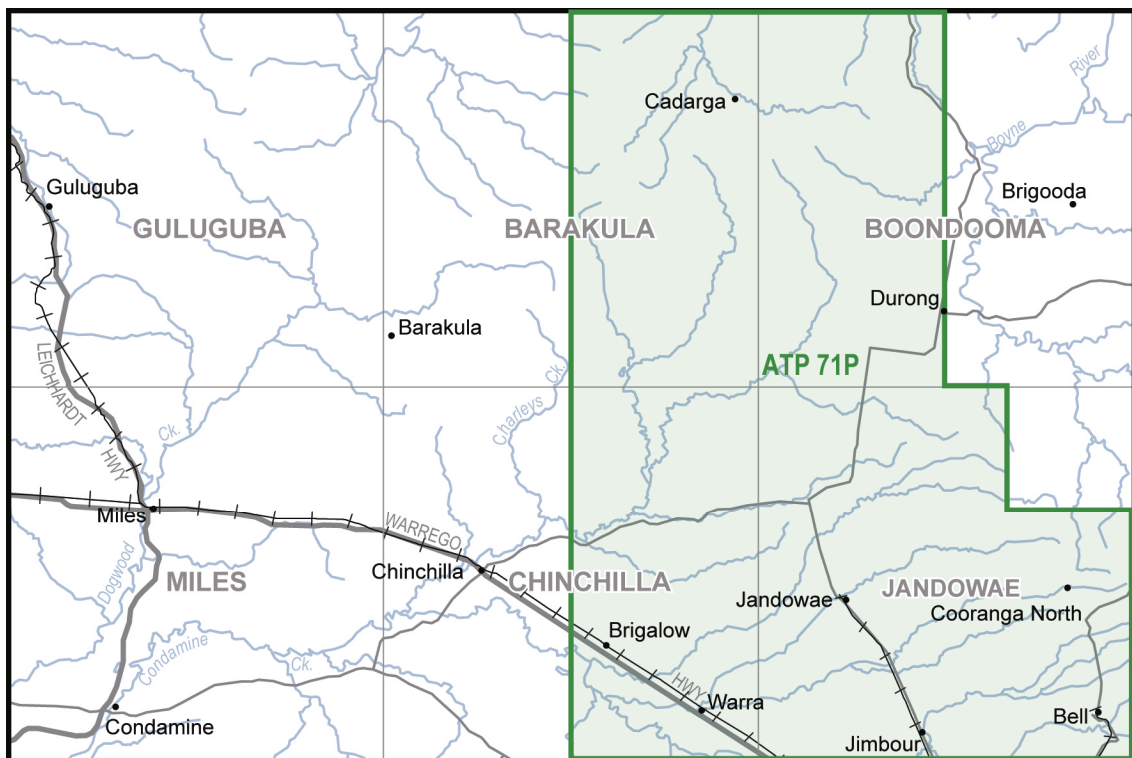 Cadarga
River
Boyne
Guluguba
Brigooda
GULUGUBA
BARAKULA
BOONDOOMA
Durong
Barakula
ATP 71P
LEICHHARDT
HWY
Charleys
Ck.
Ck.
Miles
WARREGO
Chinchilla
Dogwood
MILES
CHINCHILLA
JANDOWAE
Jandowae
Cooranga North
Brigalow
Condamine
Ck.
HWY
Warra
Condamine
Bell
Jimbour